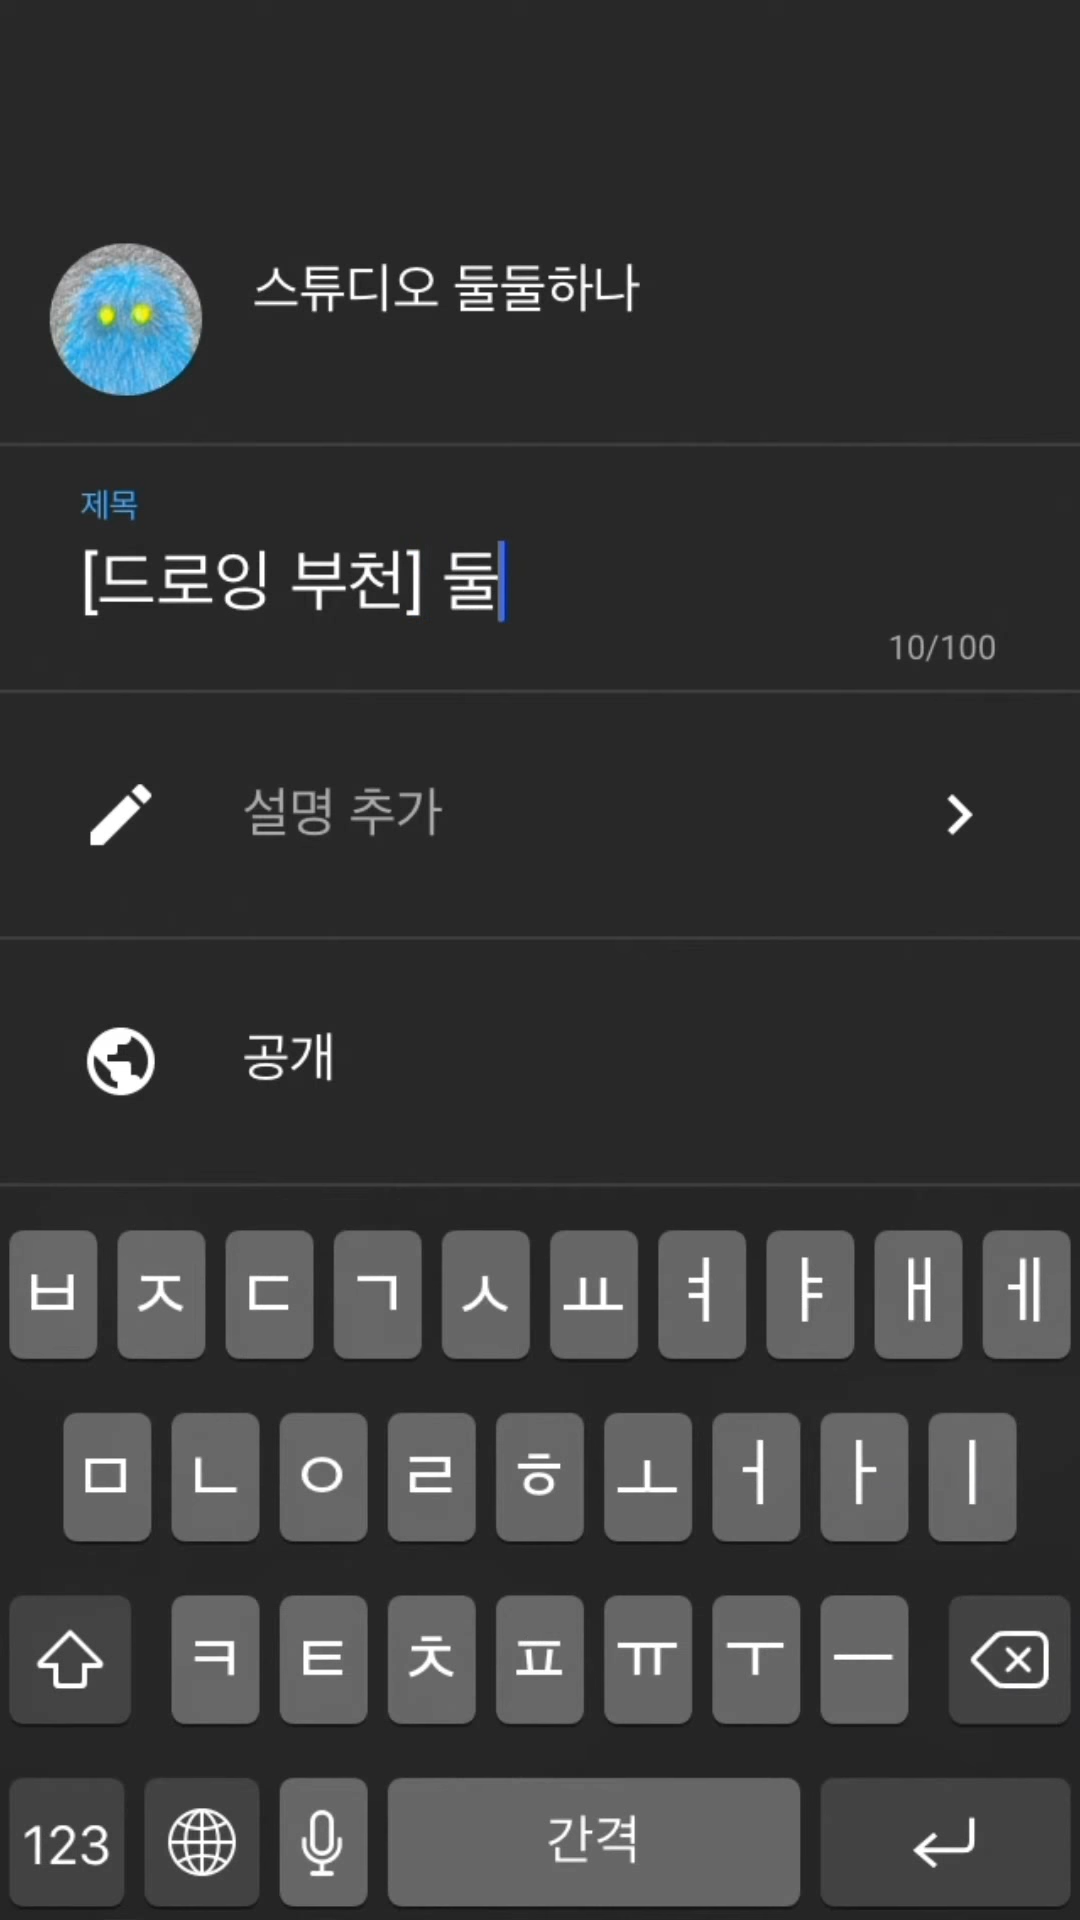 스튜디오 둘둘하나
제목
[드로잉 부천] 둘
10/100
설명 추가
공개
ㅂ ㅈ ㄷ ㄱ ㅅ ㅛ ㅕ ㅑ ㅐ ㅔ
ㅁ ㄴ ㅇ ㄹ ㅎ ㅗ ㅓ ㅏ ㅣ
ㅋ ㅌ ㅊ ㅍ ㅠ ㅜ ㅡ
123 간격